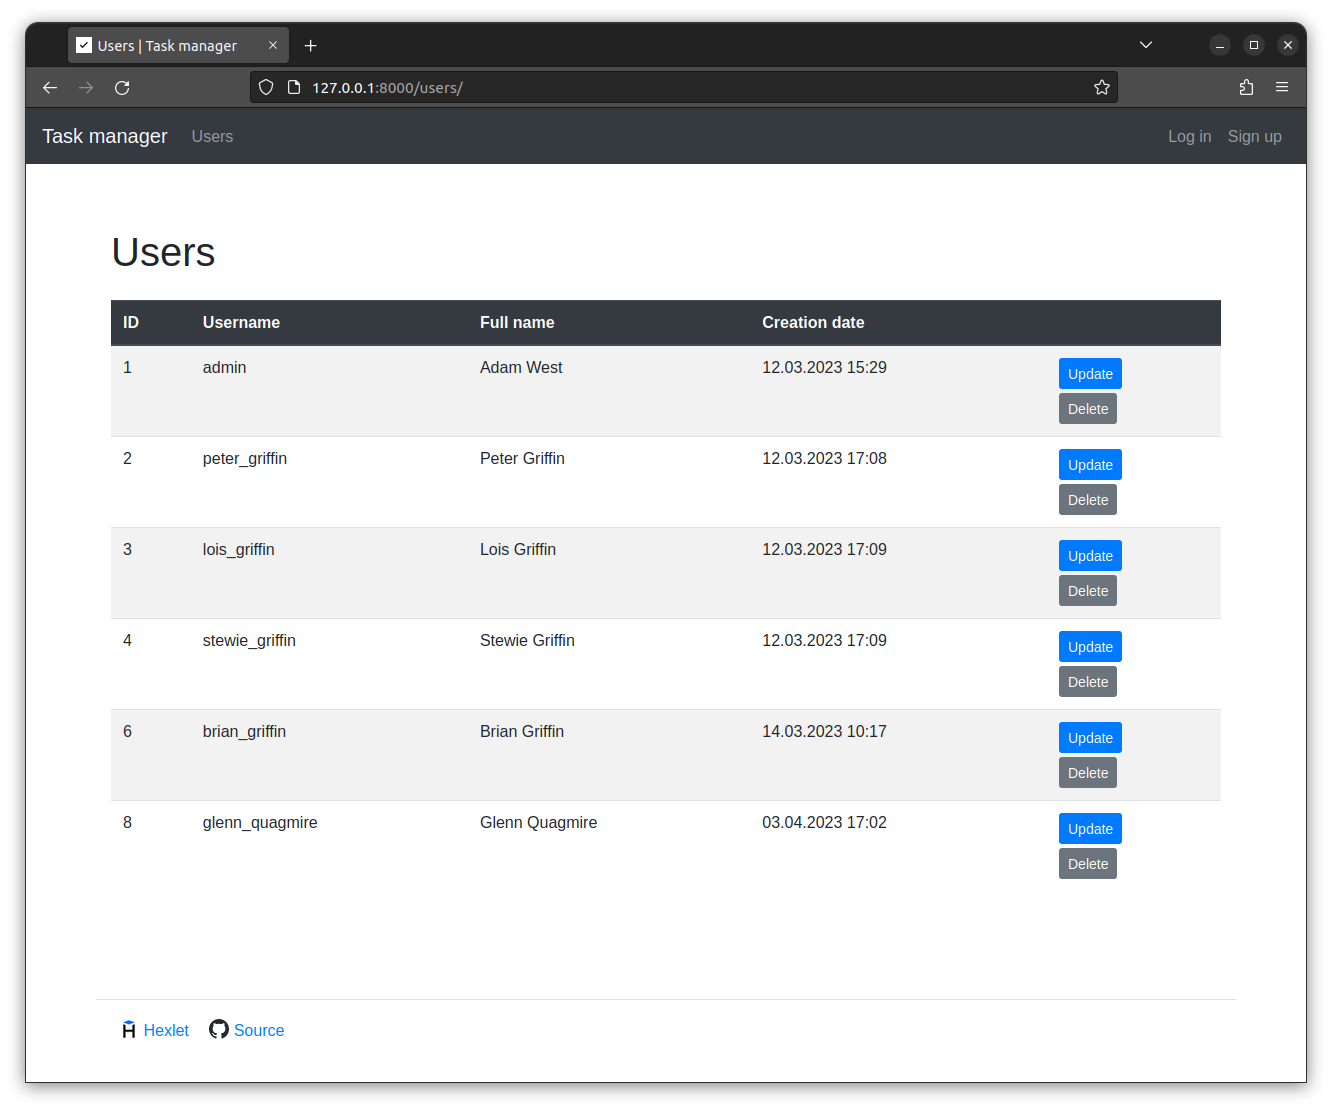 Users | Task manager
127.0.0.1:8000/users/
Task manager Users Log in Sign up
Users
ID Username Full name Creation date
1 admin Adam West 12.03.2023 15:29 Update
Delete
2 peter_griffin Peter Griffin 12.03.2023 17:08 Update
Delete
3 lois_griffin Lois Griffin 12.03.2023 17:09 Update
Delete
4 stewie_griffin Stewie Griffin 12.03.2023 17:09 Update
Delete
6 brian_griffin Brian Griffin 14.03.2023 10:17 Update
Delete
8 glenn_quagmire Glenn Quagmire 03.04.2023 17:02 Update
Delete
Hexlet Source